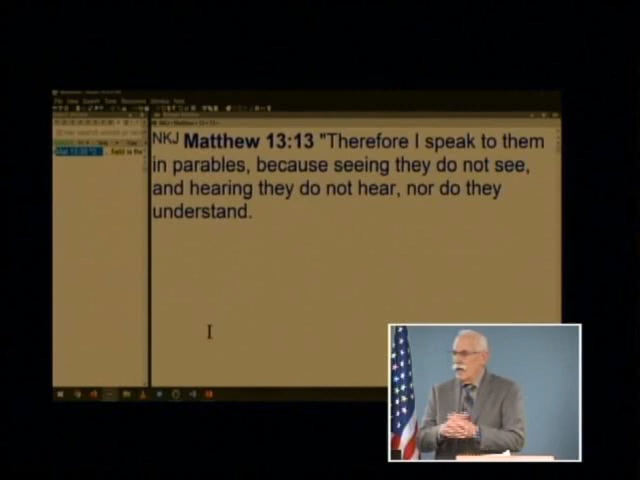 NKJ Matthew 13:13 "Therefore I speak to them
in parables, because seeing they do not see,
and hearing they do not hear, nor do they
understand.